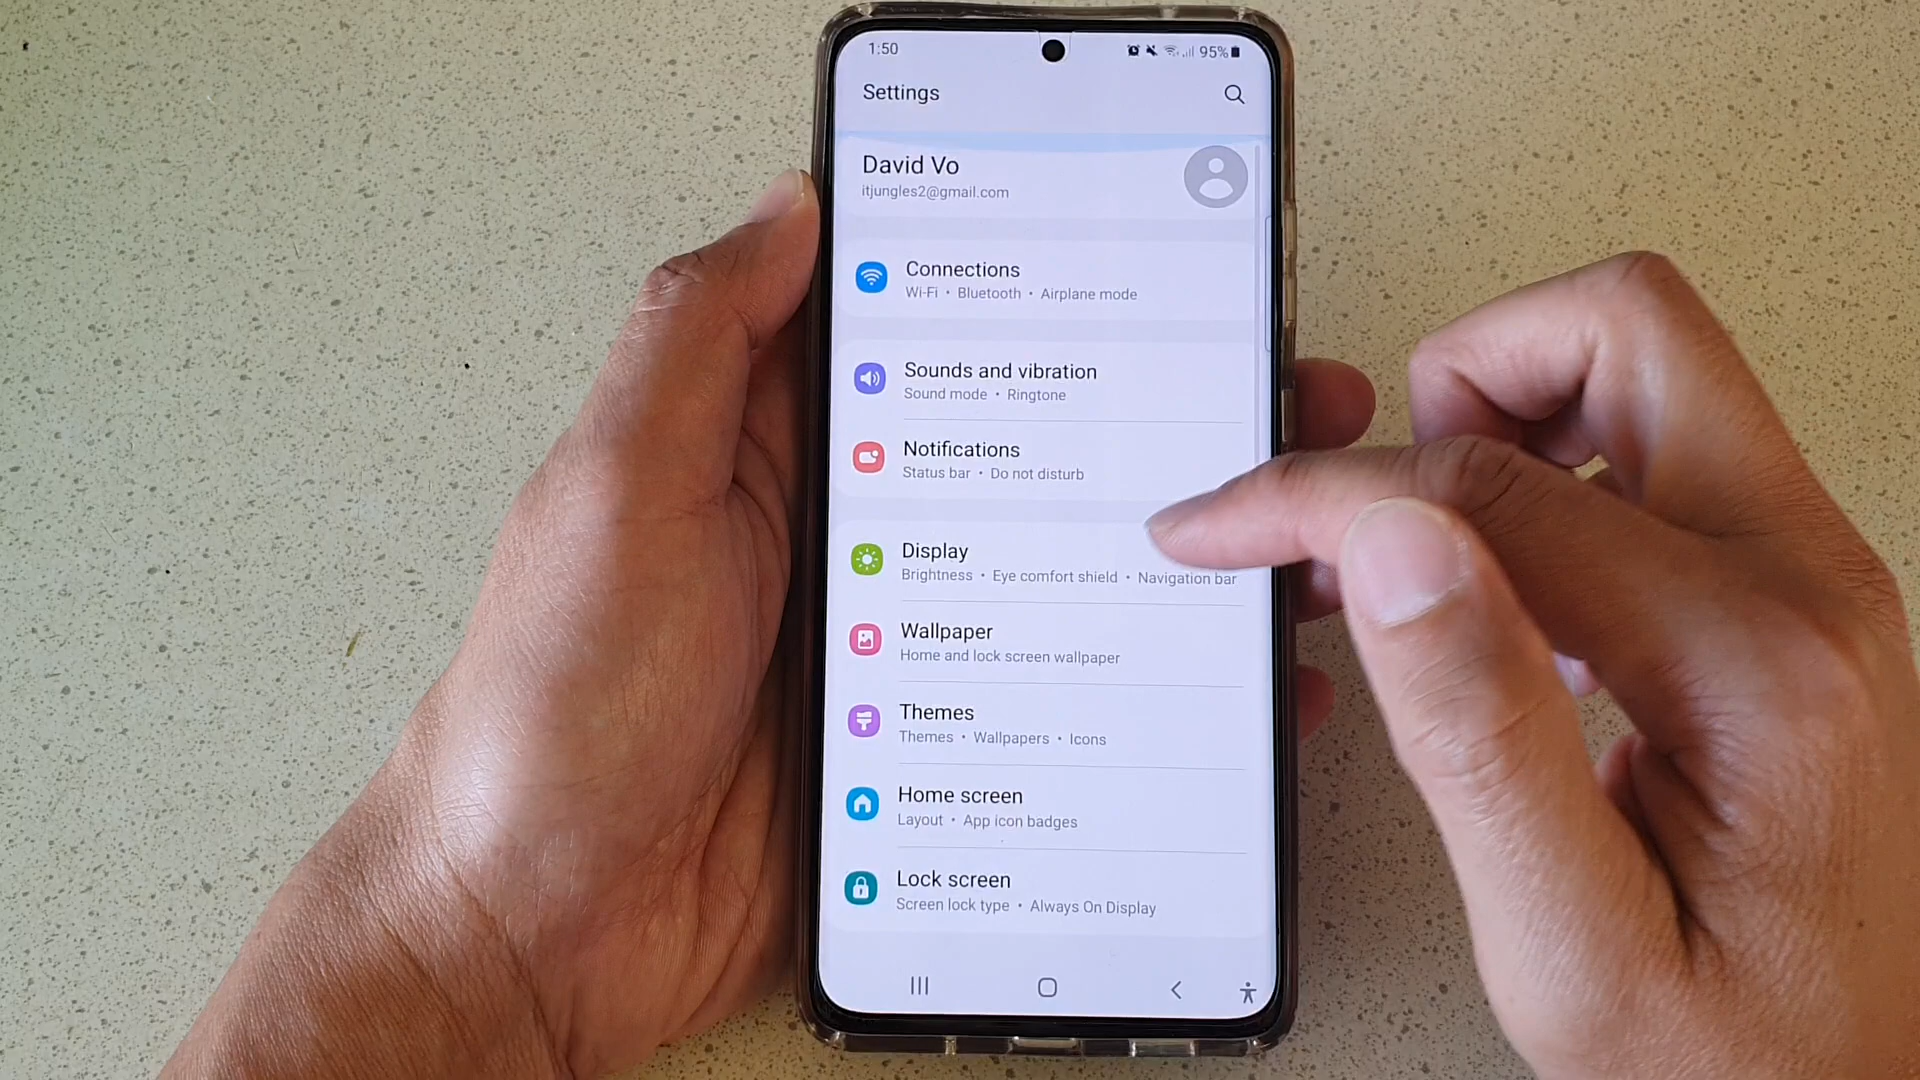 1:50
95%
Settings
David Vo
itjungles2@gmail.com
Connections
Wi-Fi • Bluetooth • Airplane mode
Sounds and vibration
Sound mode • Ringtone
Notifications
Status bar • Do not disturb
Display
Brightness • Eye comfort shield • Navigation bar
Wallpaper
Home and lock screen wallpaper
Themes
Themes • Wallpapers • Icons
Home screen
Layout • App icon badges
Lock screen
Screen lock type • Always On Display